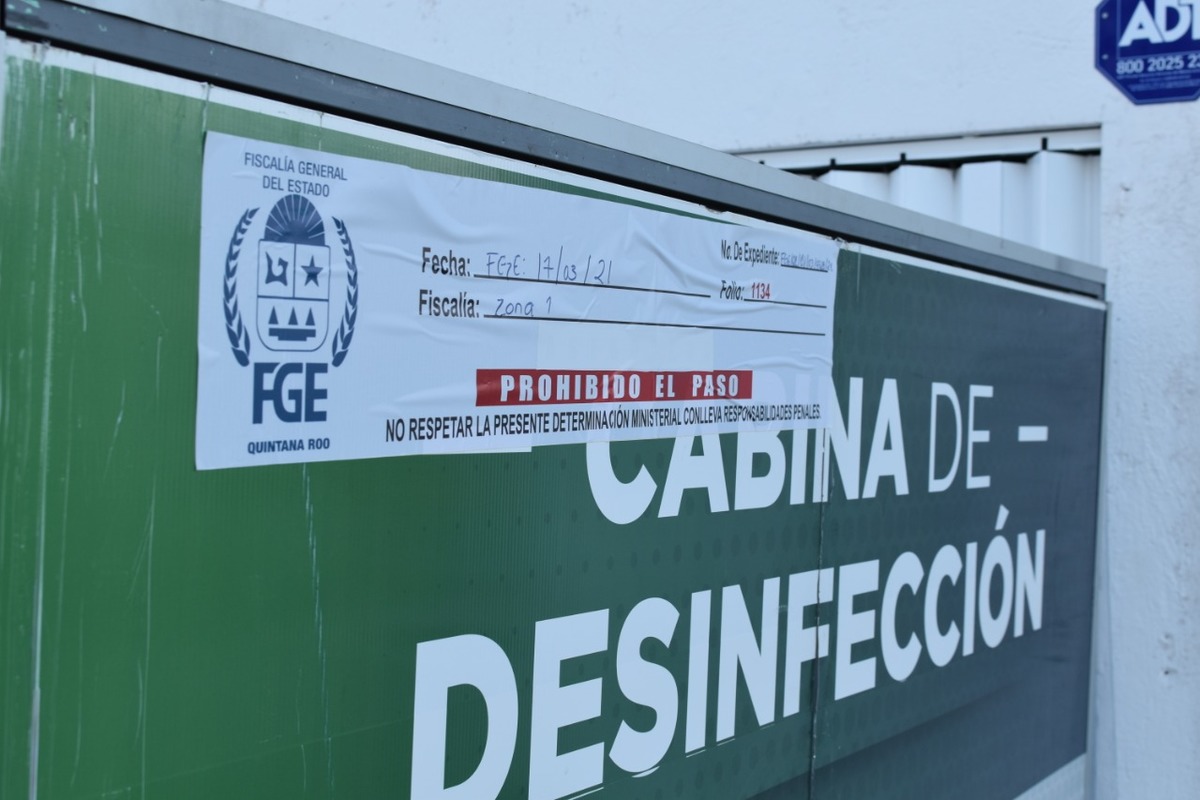 ADT
800 2025 2
FISCALÍA GENERAL
DEL ESTADO
FGE
QUINTANA ROO
No. De Expediente:
Fecha: FGE: 17/03/21
Folio: 1134
Fiscalía: Zona 1
PROHIBIDO EL PASO
NO RESPETAR LA PRESENTE DETERMINACIÓN MINISTERIAL CONLLEVA RESPONSABILIDADES PENALES.
CABINA DE –
DESINFECCIÓN